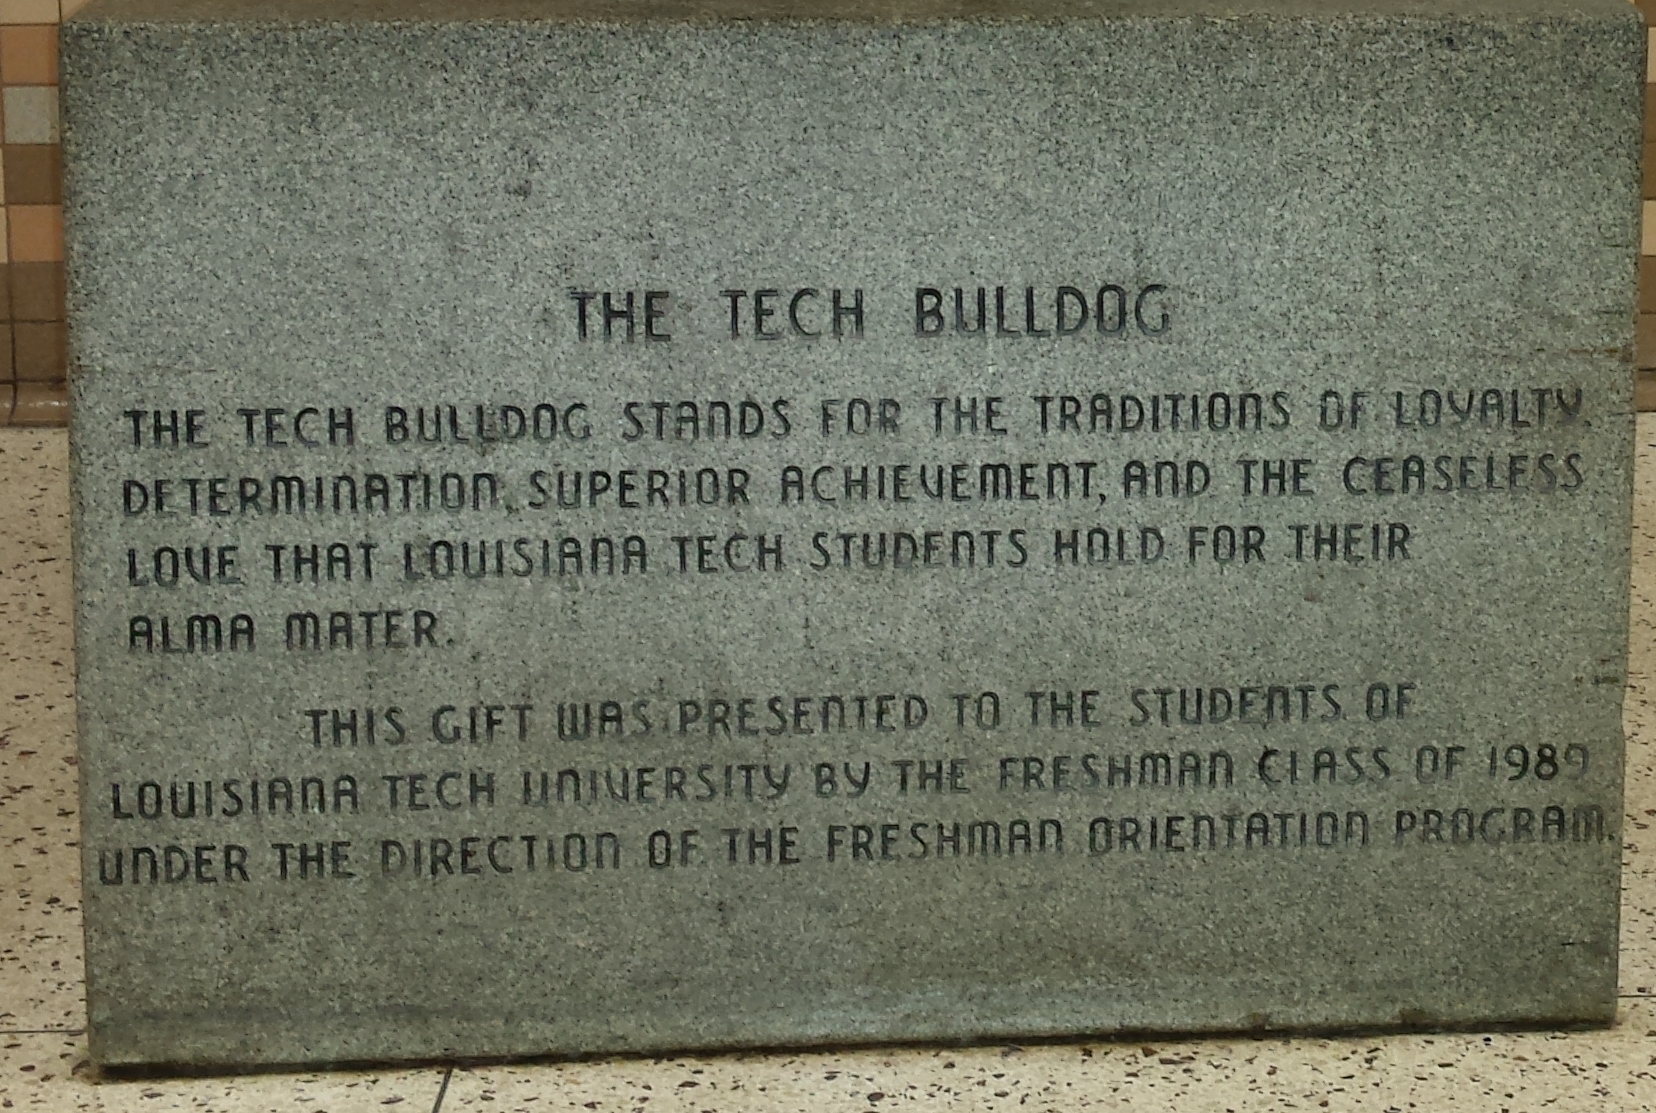 THE TECH BULLDOG
THE TECH BULLDOG STANDS FOR THE TRADITIONS OF LOYALTY,
DETERMINATION, SUPERIOR ACHIEVEMENT, AND THE CEASELESS
LOVE THAT LOUISIANA TECH STUDENTS HOLD FOR THEIR
ALMA MATER.
THIS GIFT WAS PRESENTED TO THE STUDENTS OF
LOUISIANA TECH UNIVERSITY BY THE FRESHMAN CLASS OF 1989
UNDER THE DIRECTION OF THE FRESHMAN ORIENTATION PROGRAM.